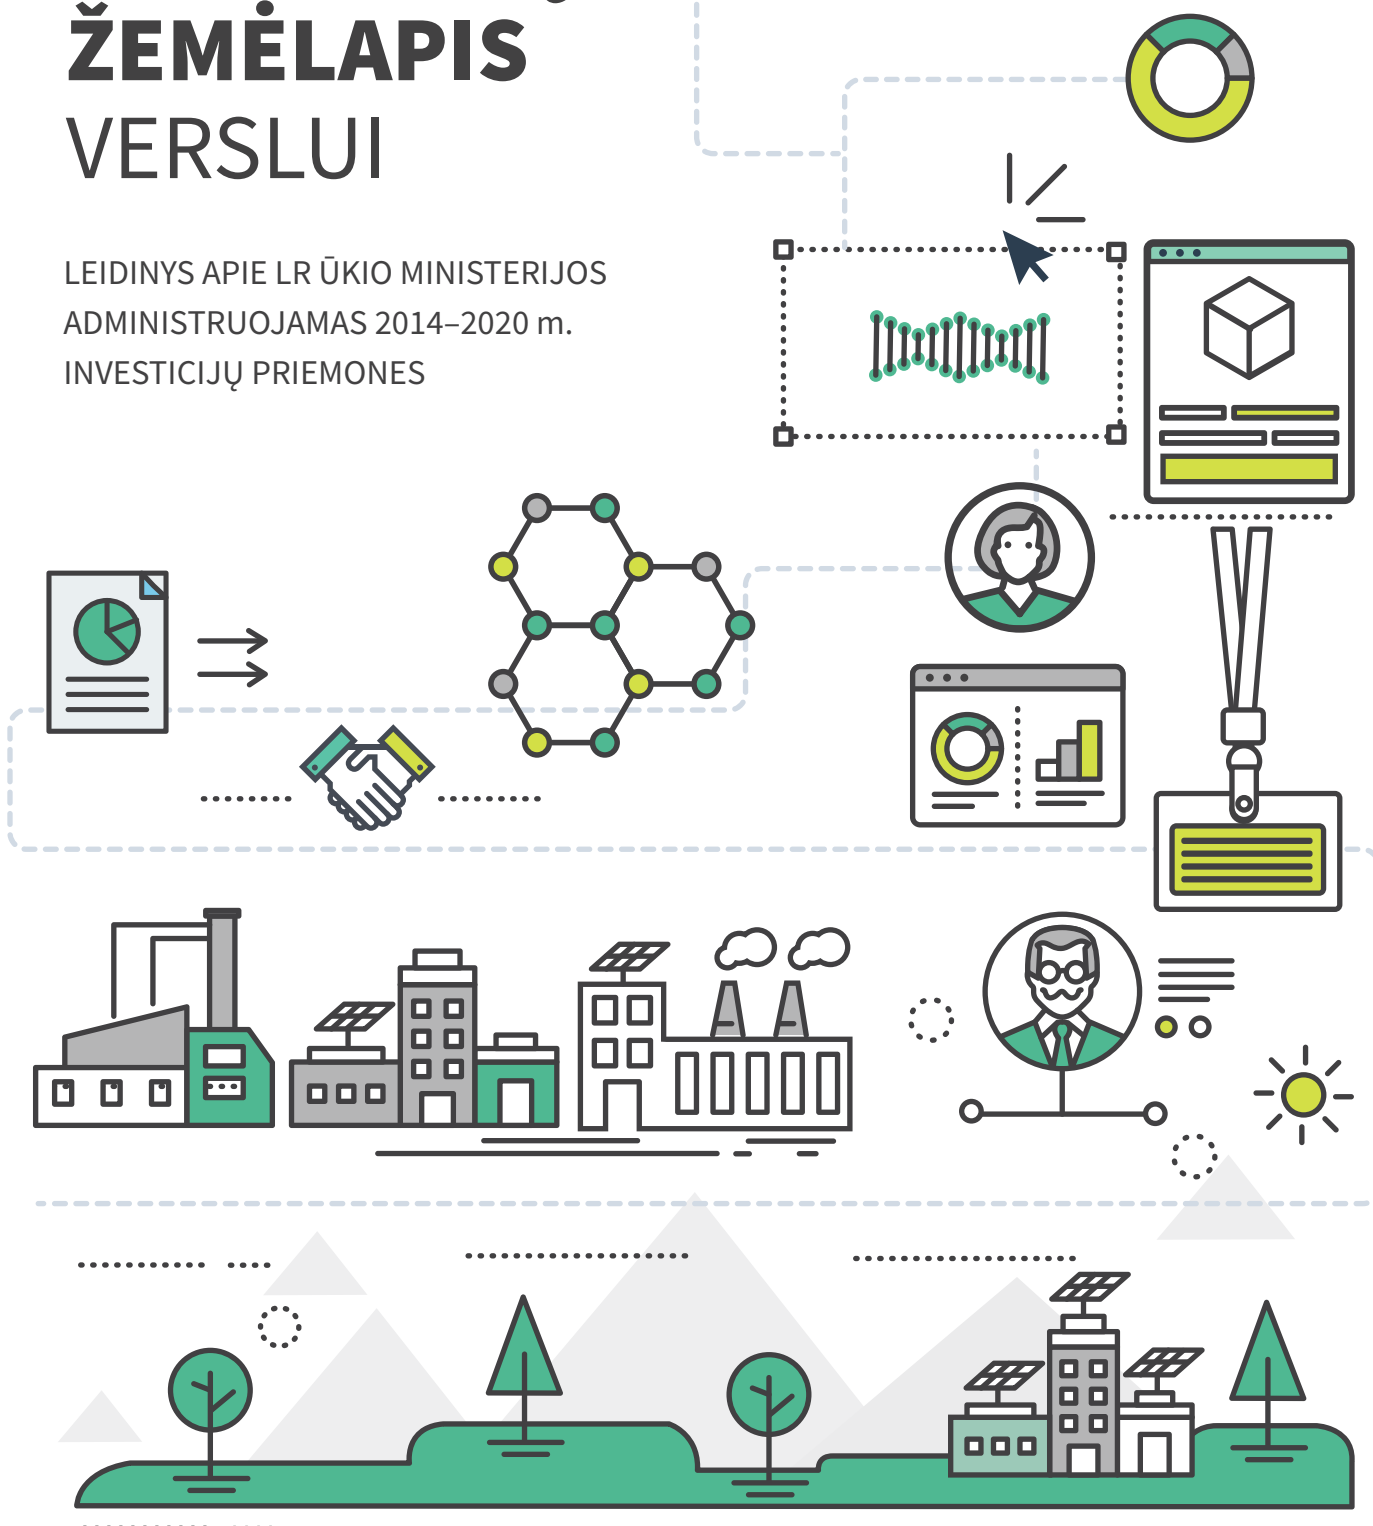 ŽEMĖLAPIS
VERSLUI
LEIDINYS APIE LR ŪKIO MINISTERIJOS
ADMINISTRUOJAMAS 2014–2020 m.
INVESTICIJŲ PRIEMONES